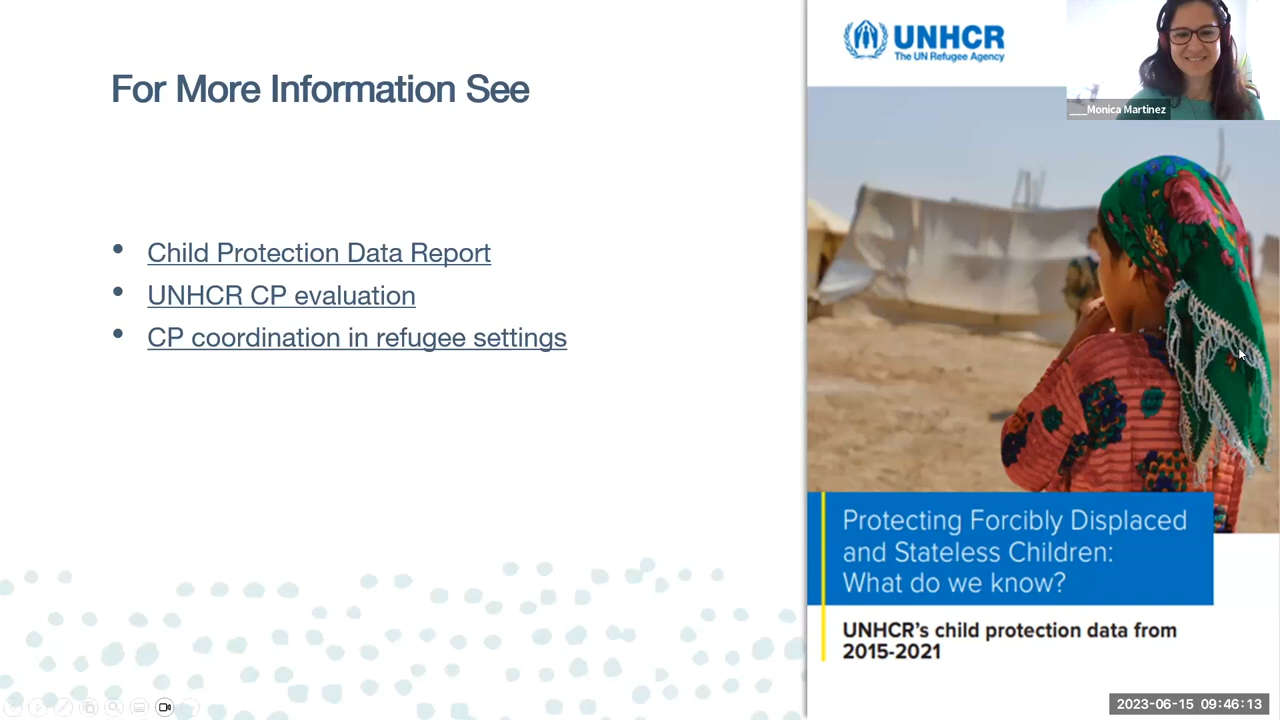 For More Information See
• Child Protection Data Report
• UNHCR CP evaluation
• CP coordination in refugee settings
UNHCR
The UN Refugee Agency
___Monica Martinez
Protecting Forcibly Displaced
and Stateless Children:
What do we know?
UNHCR’s child protection data from
2015-2021
2023-06-15 09:46:13